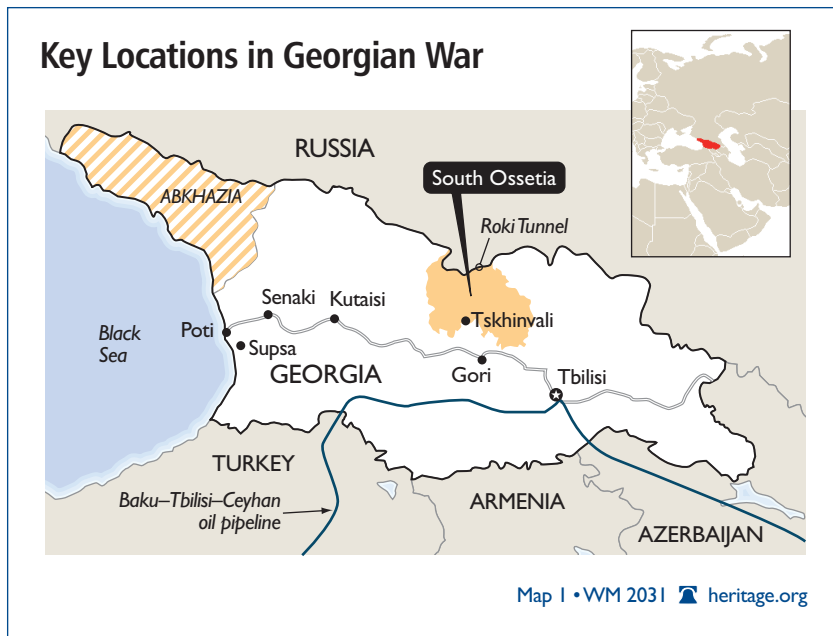 Key Locations in Georgian War
RUSSIA
ABKHAZIA
South Ossetia
Roki Tunnel
Senaki
Kutaisi
Tskhinvali
Black
Sea
Poti
Supsa
GEORGIA
Gori
Tbilisi
TURKEY
Baku–Tbilisi–Ceyhan
oil pipeline
ARMENIA
AZERBAIJAN
Map 1 • WM 2031 heritage.org